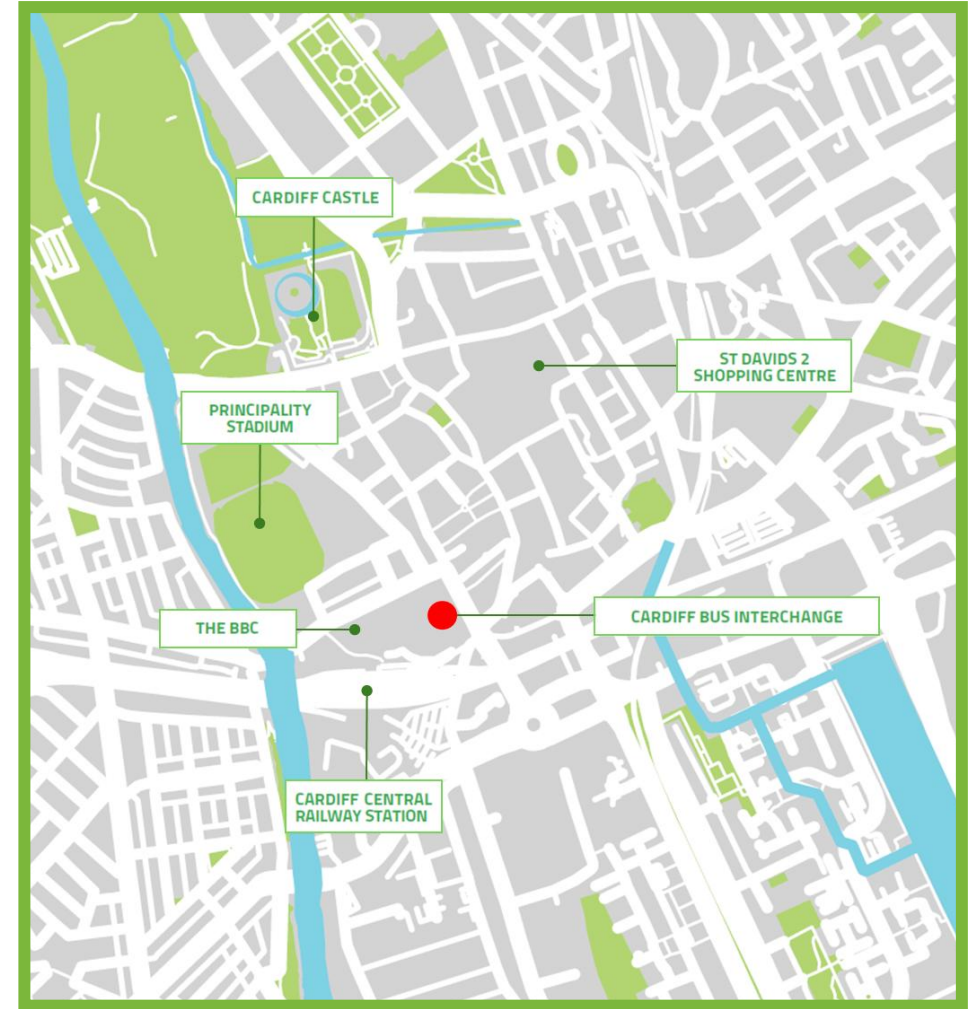 CARDIFF CASTLE
ST DAVIDS 2
SHOPPING CENTRE
PRINCIPALITY
STADIUM
CARDIFF BUS INTERCHANGE
THE BBC
CARDIFF CENTRAL
RAILWAY STATION